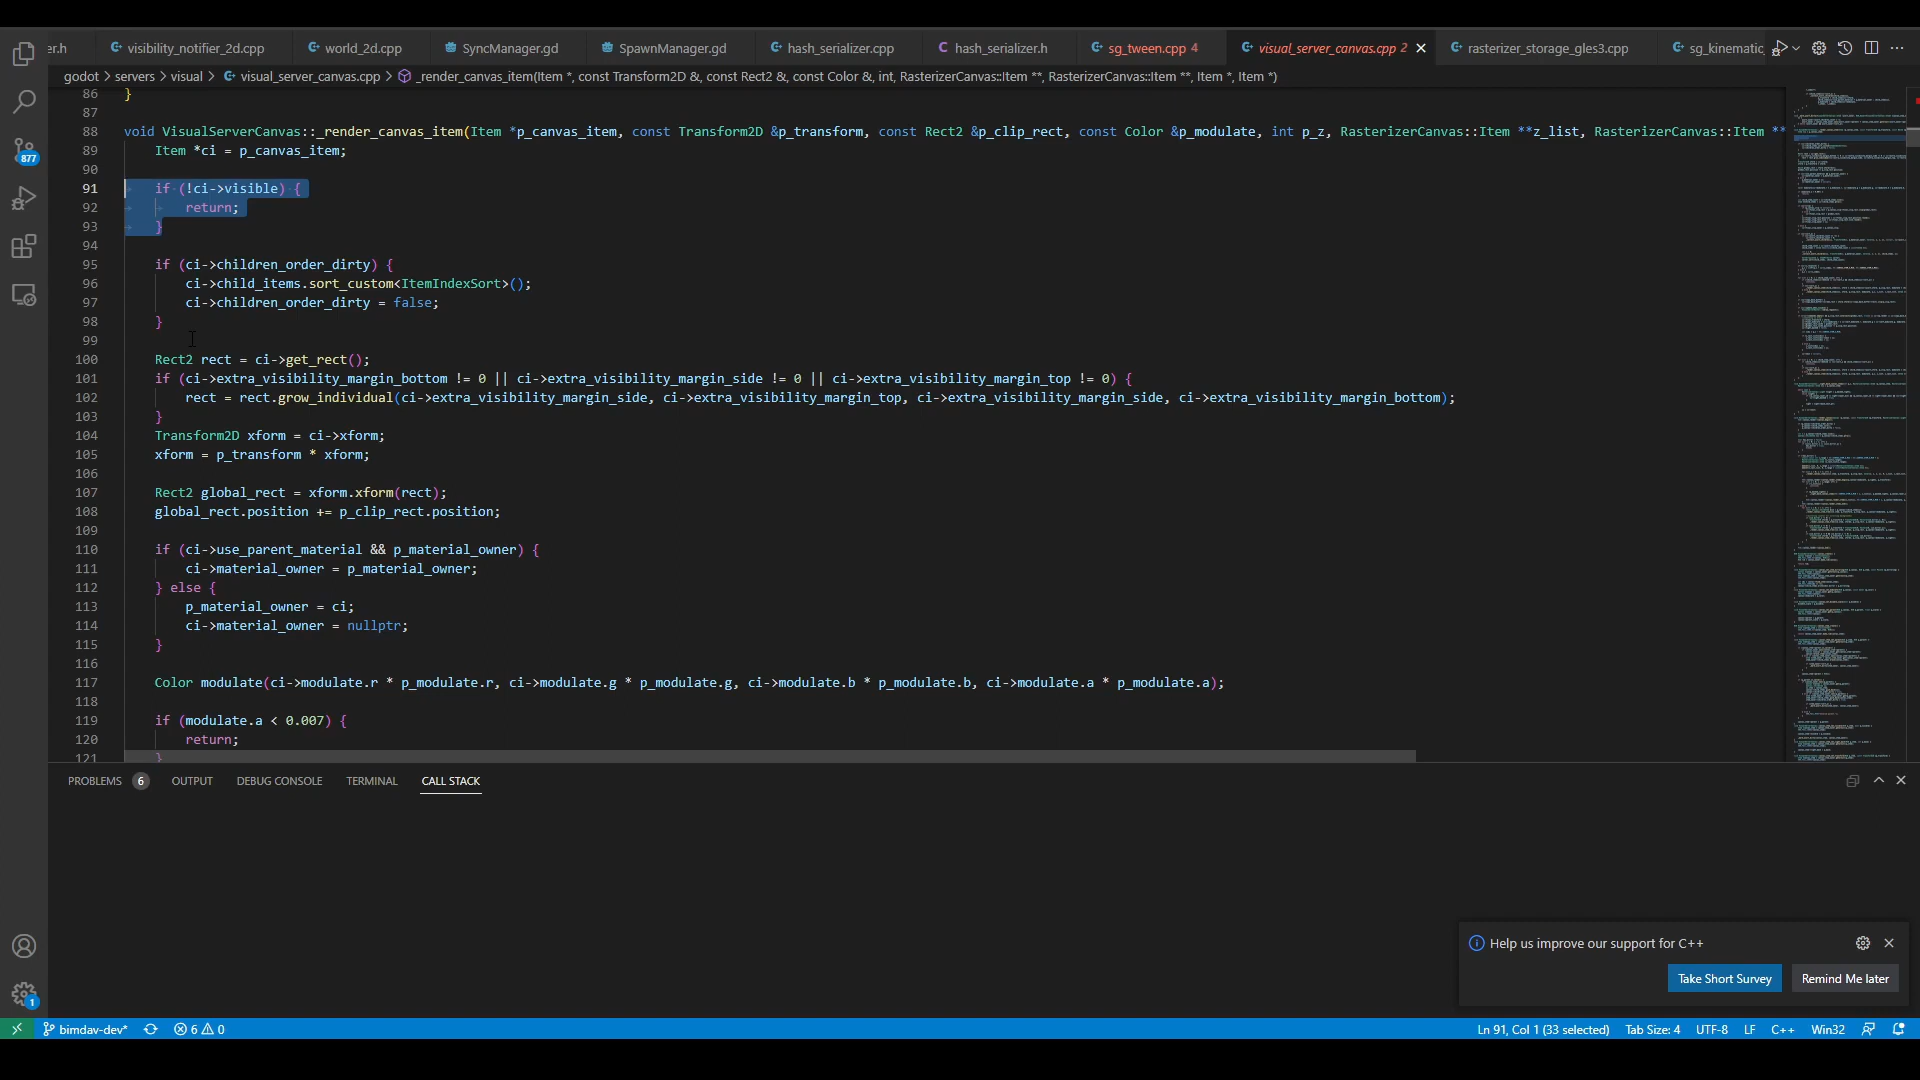 er.h
visibility_notifier_2d.cpp
world_2d.cpp
SyncManager.gd
SpawnManager.gd
hash_serializer.cpp
hash_serializer.h
sg_tween.cpp 4
visual_server_canvas.cpp 2
rasterizer_storage_gles3.cpp
sg_kinematic
godot > servers > visual > visual_server_canvas.cpp > _render_canvas_item(Item *, const Transform2D &, const Rect2 &, const Color &, int, RasterizerCanvas::Item **, RasterizerCanvas::Item **, Item *, Item *)
86 }
87
88 void VisualServerCanvas::_render_canvas_item(Item *p_canvas_item, const Transform2D &p_transform, const Rect2 &p_clip_rect, const Color &p_modulate, int p_z, RasterizerCanvas::Item **z_list, RasterizerCanvas::Item **
89 Item *ci = p_canvas_item;
90
91 if (!ci->visible) {
92 return;
93 }
94
95 if (ci->children_order_dirty) {
96 ci->child_items.sort_custom<ItemIndexSort>();
97 ci->children_order_dirty = false;
98 }
99
100 Rect2 rect = ci->get_rect();
101 if (ci->extra_visibility_margin_bottom != 0 || ci->extra_visibility_margin_side != 0 || ci->extra_visibility_margin_top != 0) {
102 rect = rect.grow_individual(ci->extra_visibility_margin_side, ci->extra_visibility_margin_top, ci->extra_visibility_margin_side, ci->extra_visibility_margin_bottom);
103 }
104 Transform2D xform = ci->xform;
105 xform = p_transform * xform;
106
107 Rect2 global_rect = xform.xform(rect);
108 global_rect.position += p_clip_rect.position;
109
110 if (ci->use_parent_material && p_material_owner) {
111 ci->material_owner = p_material_owner;
112 } else {
113 p_material_owner = ci;
114 ci->material_owner = nullptr;
115 }
116
117 Color modulate(ci->modulate.r * p_modulate.r, ci->modulate.g * p_modulate.g, ci->modulate.b * p_modulate.b, ci->modulate.a * p_modulate.a);
118
119 if (modulate.a < 0.007) {
120 return;
121 }
877
1
PROBLEMS 6 OUTPUT DEBUG CONSOLE TERMINAL CALL STACK
Help us improve our support for C++
Take Short Survey Remind Me later
bimdav-dev* 6 0 Ln 91, Col 1 (33 selected) Tab Size: 4 UTF-8 LF C++ Win32